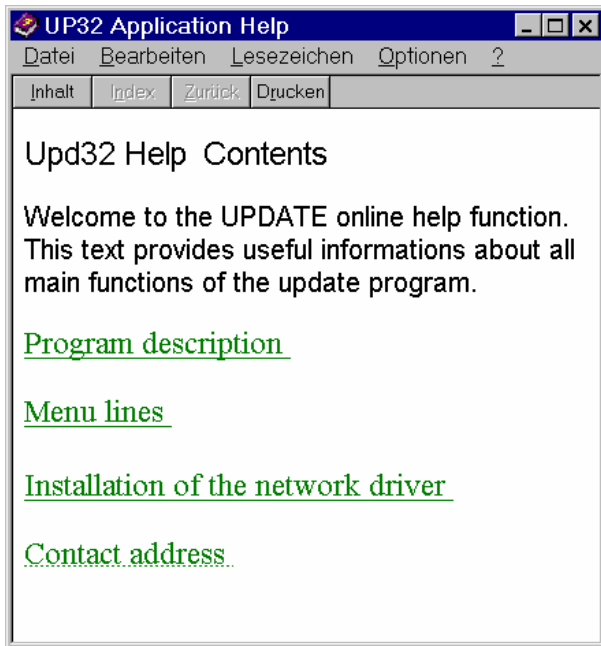 UP32 Application Help
Datei Bearbeiten Lesezeichen Optionen ?
Inhalt Index Zurück Drucken
Upd32 Help Contents
Welcome to the UPDATE online help function.
This text provides useful informations about all
main functions of the update program.
Program description
Menu lines
Installation of the network driver
Contact address